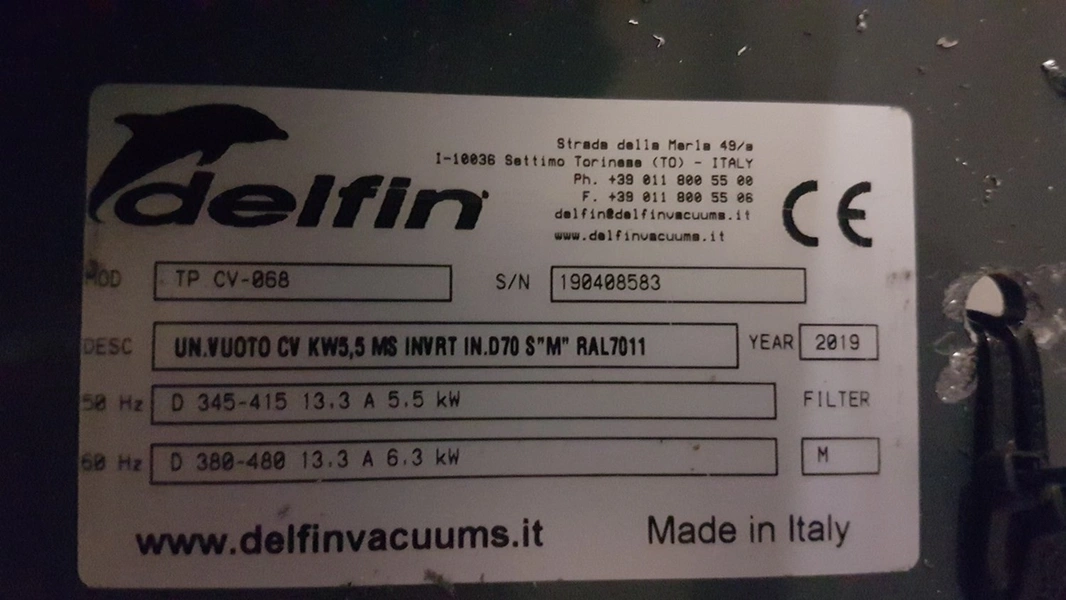 delfin
Strada della Merla 49/a
I-10036 Settimo Torinese (TO) - ITALY
Ph. +39 011 800 55 00
F. +39 011 800 55 06
delfin@delfinvacuums.it
www.delfinvacuums.it
CE
MOD TP CV-068 S/N 190408583
DESC UN.VUOTO CV KW5,5 MS INVRT IN.D70 S"M" RAL7011 YEAR 2019
50 Hz D 345-415 13.3 A 5.5 kW FILTER
60 Hz D 380-480 13.3 A 6.3 kW M
www.delfinvacuums.it Made in Italy